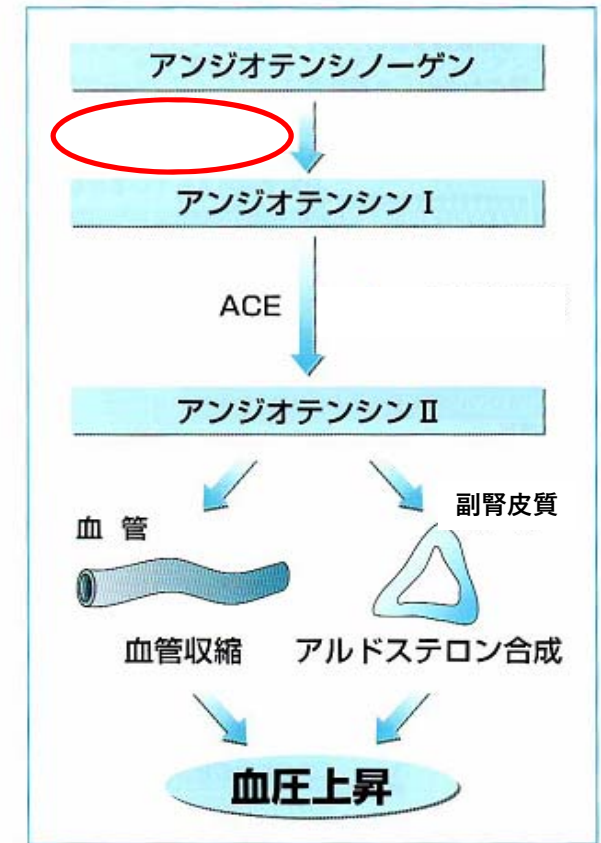 アンジオテンシノーゲン
アンジオテンシンⅠ
ACE
アンジオテンシンⅡ
血 管
副腎皮質
血管収縮
アルドステロン合成
血圧上昇